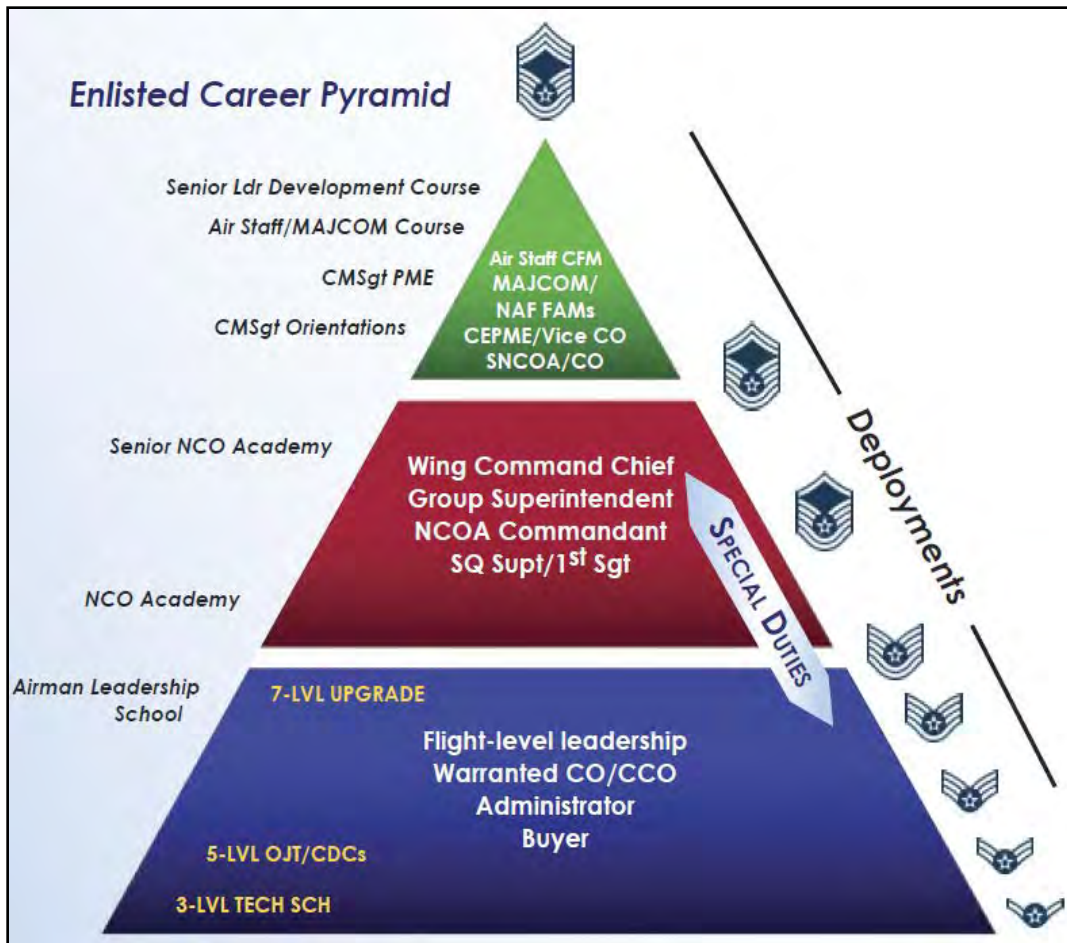 Enlisted Career Pyramid
Senior Ldr Development Course
Air Staff/MAJCOM Course
CMSgt PME
CMSgt Orientations
Air Staff CFM
MAJCOM/
NAF FAMs
CEPME/Vice CO
SNCOA/CO
Senior NCO Academy
NCO Academy
Wing Command Chief
Group Superintendent
NCOA Commandant
SQ Supt/1st Sgt
SPECIAL DUTIES
Deployments
Airman Leadership
School
7-LVL UPGRADE
Flight-level leadership
Warranted CO/CCO
Administrator
Buyer
5-LVL OJT/CDCs
3-LVL TECH SCH